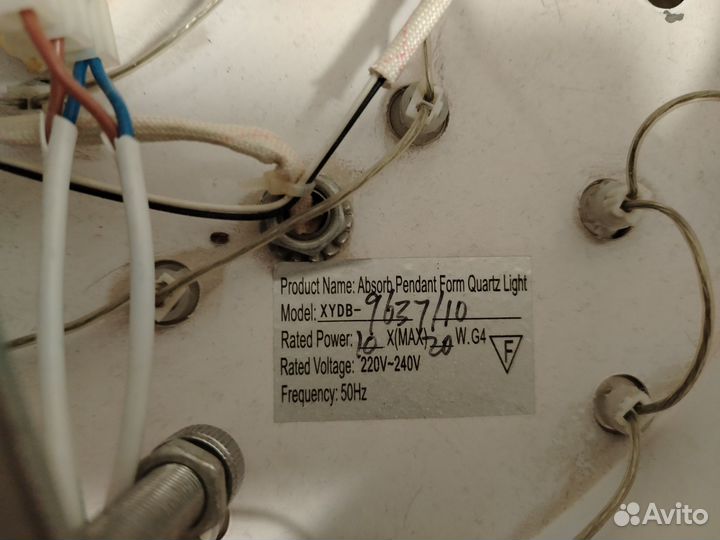 Product Name: Absorb Pendant Form Quartz Light
Model: XYDB-9637/10
Rated Power: 10 X(MAX) 20 W.G4
F
Rated Voltage: 220V~240V
Frequency: 50Hz
Avito